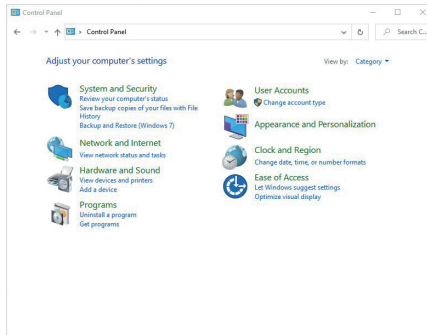 Control Panel
Control Panel
Search C...
Adjust your computer's settings
View by: Category
System and Security
Review your computer's status
Save backup copies of your files with File
History
Backup and Restore (Windows 7)
Network and Internet
View network status and tasks
Hardware and Sound
View devices and printers
Add a device
Programs
Uninstall a program
Get programs
User Accounts
Change account type
Appearance and Personalization
Clock and Region
Change date, time, or number formats
Ease of Access
Let Windows suggest settings
Optimize visual display